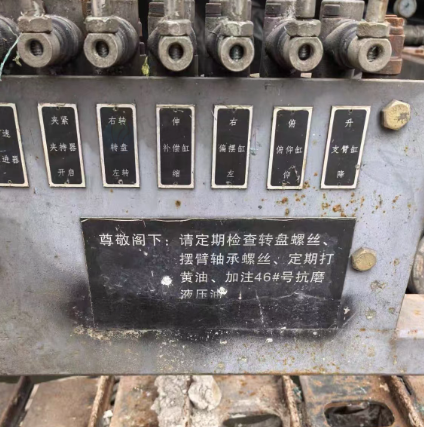 速
进器
夹紧
夹转器
开启
右转
转盘
左转
伸
补偿缸
缩
右
偏摆缸
左
俯
俯仰缸
仰
升
支臂缸
降
尊敬阁下：请定期检查转盘螺丝、
摆臂轴承螺丝、定期打
黄油、加注46#号抗磨
液压油